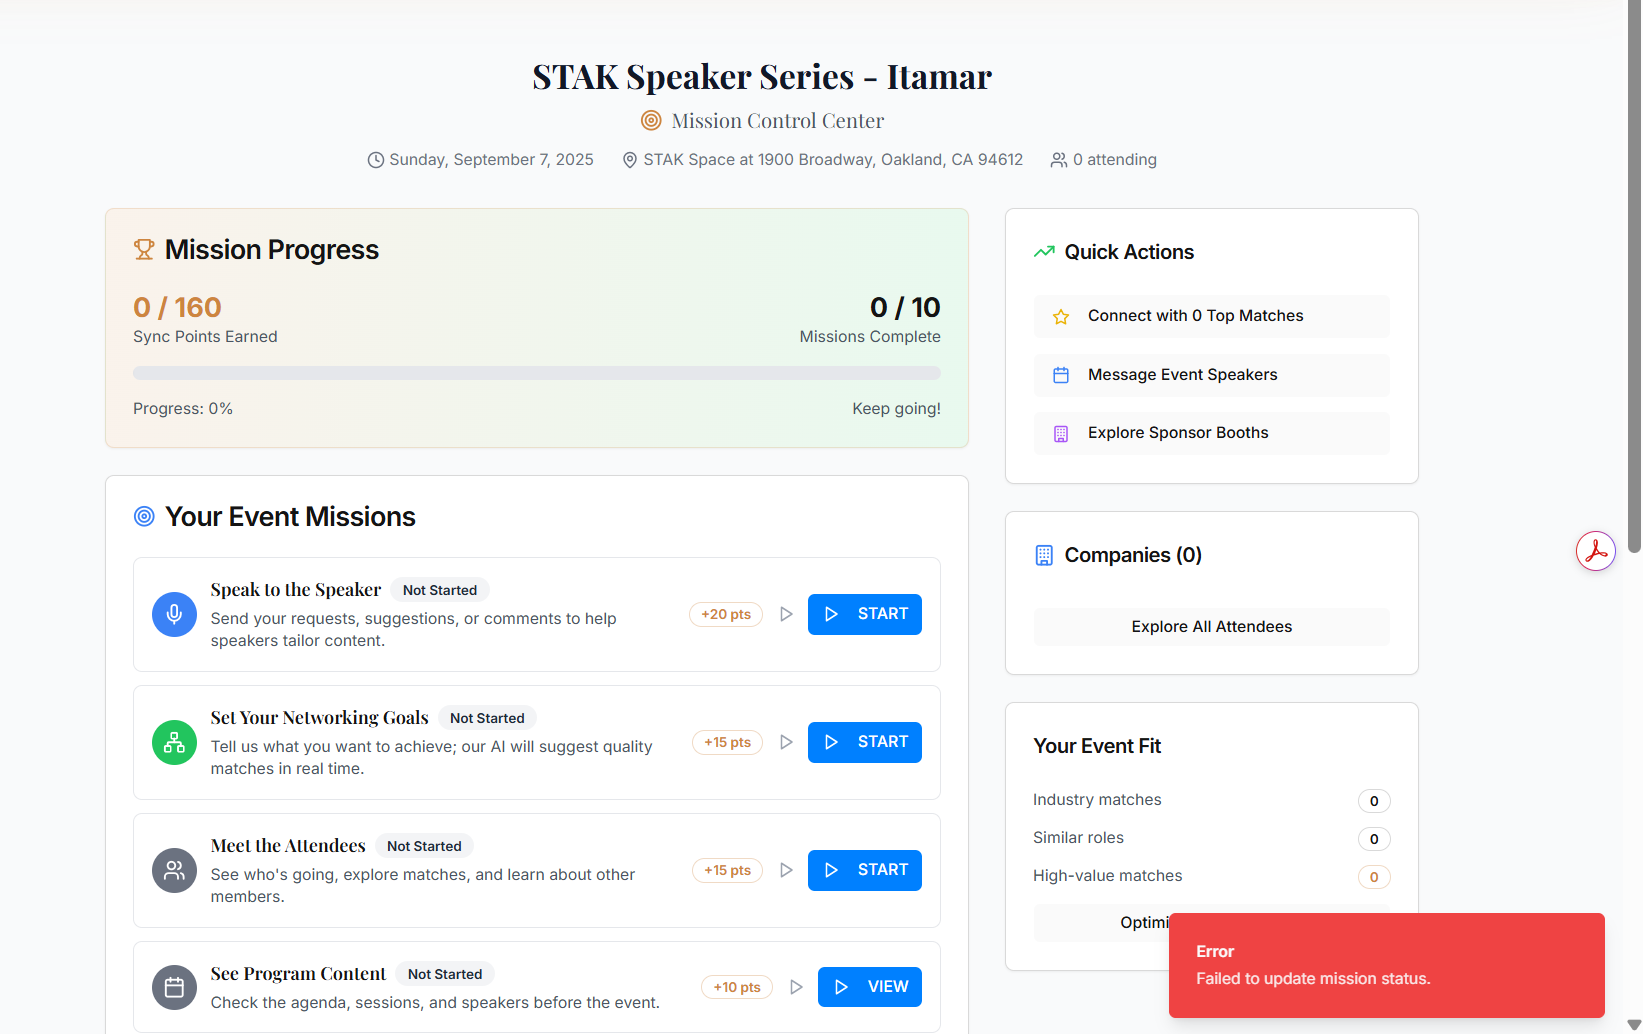 STAK Speaker Series - Itamar
Mission Control Center
Sunday, September 7, 2025 STAK Space at 1900 Broadway, Oakland, CA 94612 0 attending
Mission Progress
0 / 160
Sync Points Earned
0 / 10
Missions Complete
Progress: 0%
Keep going!
Your Event Missions
Speak to the Speaker Not Started
Send your requests, suggestions, or comments to help
speakers tailor content.
+20 pts START
Set Your Networking Goals Not Started
Tell us what you want to achieve; our AI will suggest quality
matches in real time.
+15 pts START
Meet the Attendees Not Started
See who's going, explore matches, and learn about other
members.
+15 pts START
See Program Content Not Started
Check the agenda, sessions, and speakers before the event.
+10 pts VIEW
Quick Actions
Connect with 0 Top Matches
Message Event Speakers
Explore Sponsor Booths
Companies (0)
Explore All Attendees
Your Event Fit
Industry matches 0
Similar roles 0
High-value matches 0
Optimi
Error
Failed to update mission status.